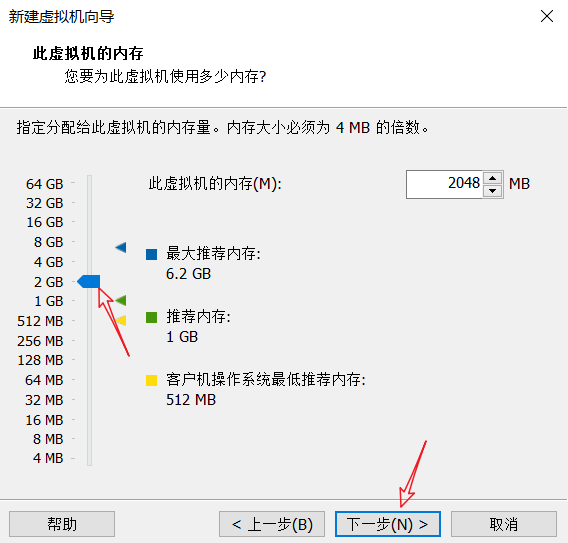 新建虚拟机向导
此虚拟机的内存
您要为此虚拟机使用多少内存?
指定分配给此虚拟机的内存量。内存大小必须为 4 MB 的倍数。
64 GB
32 GB
16 GB
8 GB
4 GB
2 GB
1 GB
512 MB
256 MB
128 MB
64 MB
32 MB
16 MB
8 MB
4 MB
此虚拟机的内存(M):
2048 MB
最大推荐内存:
6.2 GB
推荐内存:
1 GB
客户机操作系统最低推荐内存:
512 MB
帮助
< 上一步(B)
下一步(N) >
取消